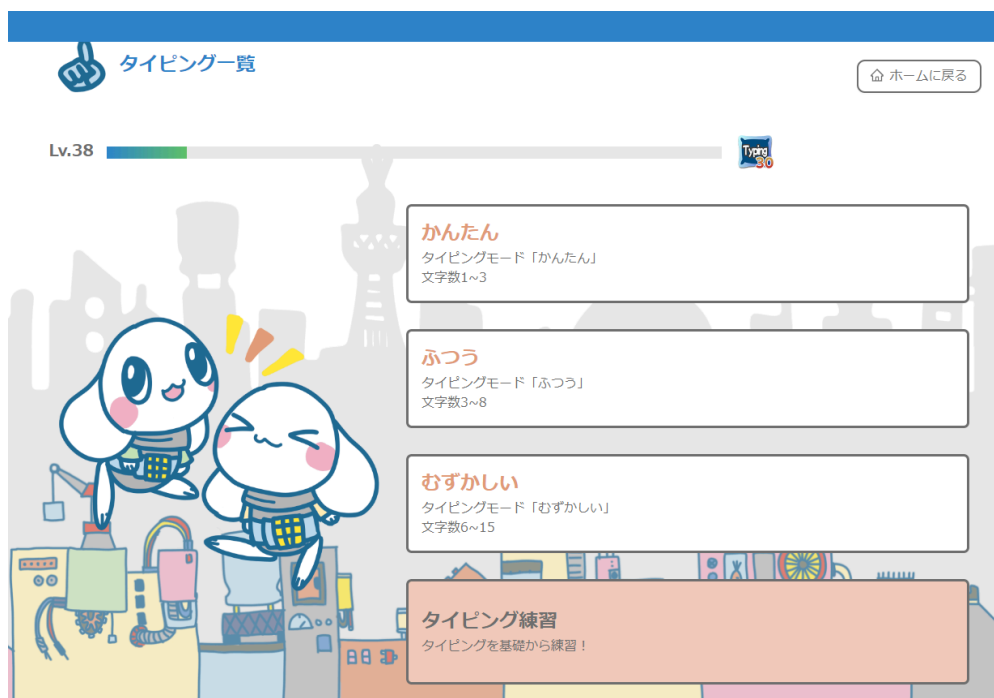 タイピング一覧
ホームに戻る
Lv.38
Typing
30
かんたん
タイピングモード「かんたん」
文字数1~3
ふつう
タイピングモード「ふつう」
文字数3~8
むずかしい
タイピングモード「むずかしい」
文字数6~15
タイピング練習
タイピングを基礎から練習！